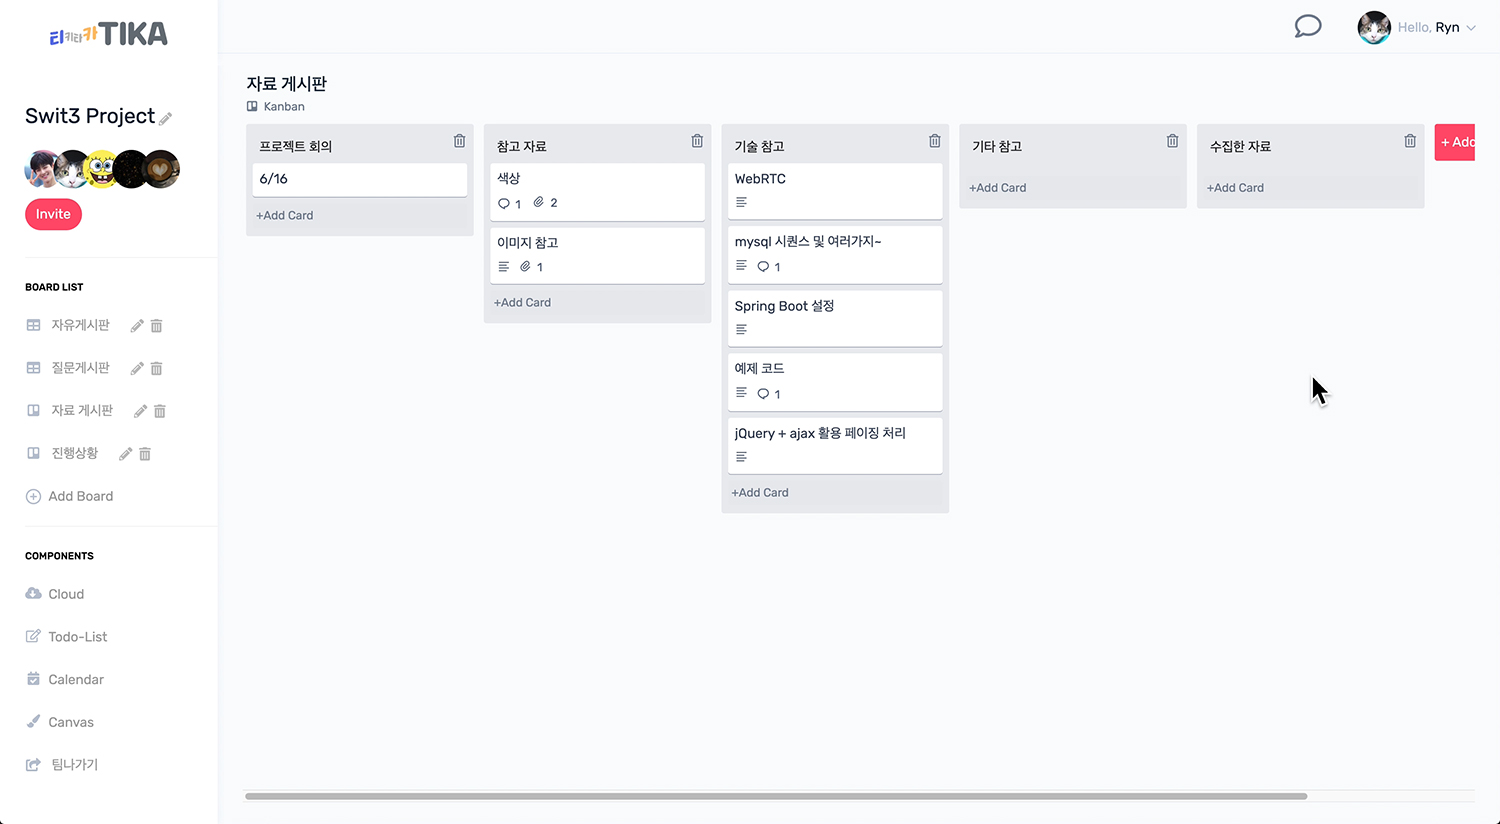 티키타카 TIKA
Hello, Ryn
Swit3 Project
Invite
BOARD LIST
자유게시판
질문게시판
자료 게시판
진행상황
Add Board
COMPONENTS
Cloud
Todo-List
Calendar
Canvas
팀나가기
자료 게시판
Kanban
프로젝트 회의
6/16
+Add Card
참고 자료
색상
1 2
이미지 참고
1
+Add Card
기술 참고
WebRTC
mysql 시퀀스 및 여러가지~
1
Spring Boot 설정
예제 코드
1
jQuery + ajax 활용 페이징 처리
+Add Card
기타 참고
+Add Card
수집한 자료
+Add Card
+ Add